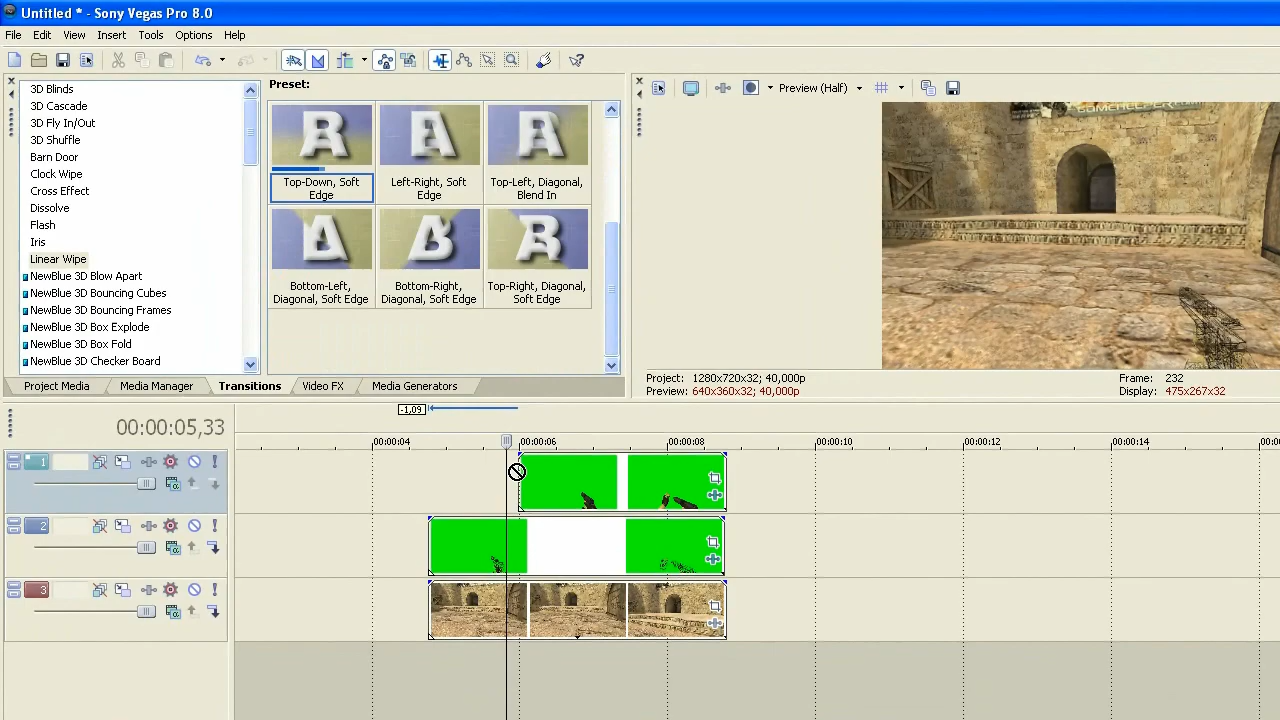 Untitled * - Sony Vegas Pro 8.0
File Edit View Insert Tools Options Help
3D Blinds
3D Cascade
3D Fly In/Out
3D Shuffle
Barn Door
Clock Wipe
Cross Effect
Dissolve
Flash
Iris
Linear Wipe
NewBlue 3D Blow Apart
NewBlue 3D Bouncing Cubes
NewBlue 3D Bouncing Frames
NewBlue 3D Box Explode
NewBlue 3D Box Fold
NewBlue 3D Checker Board
Preset:
Top-Down, Soft
Edge
Left-Right, Soft
Edge
Top-Left, Diagonal,
Blend In
Bottom-Left,
Diagonal, Soft Edge
Bottom-Right,
Diagonal, Soft Edge
Top-Right, Diagonal,
Soft Edge
Project Media Media Manager Transitions Video FX Media Generators
Preview (Half)
Project: 1280x720x32; 40,000p
Preview: 640x360x32; 40,000p
Frame: 232
Display: 475x267x32
-1,09
00:00:05,33
00:00:04 00:00:06 00:00:08 00:00:10 00:00:12 00:00:14
1
2
3